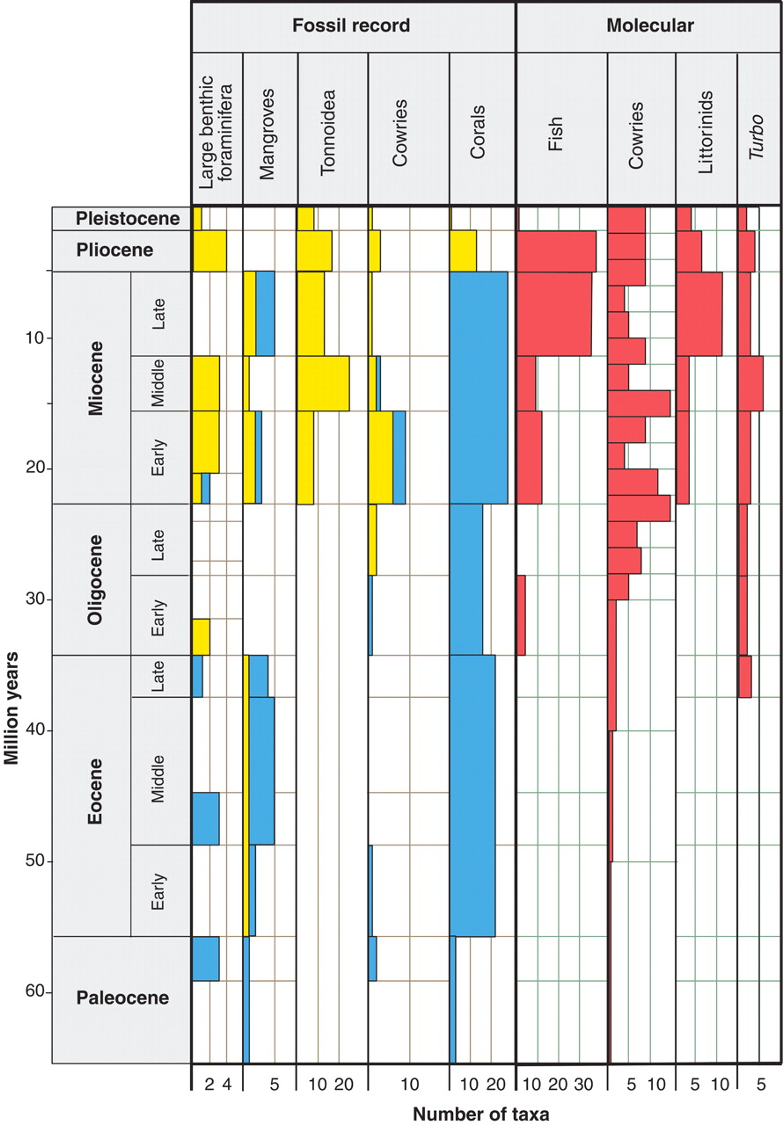 Fossil record
Molecular
Large benthic
foraminifera
Mangroves
Tonnoidea
Cowries
Corals
Fish
Cowries
Littorinids
Turbo
Pleistocene
Pliocene
Miocene
Late
Middle
Early
Oligocene
Late
Early
Eocene
Late
Middle
Early
Paleocene
10
20
30
40
50
60
Million years
2 4 5 10 20 10 10 20 10 20 30 5 10 5 10 5
Number of taxa